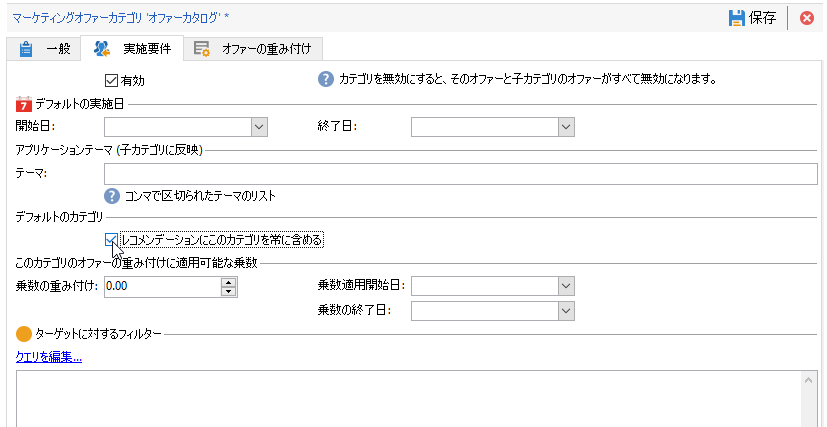 マーケティングオファーカテゴリ 'オファーカタログ' *
保存
一般 実施要件 オファーの重み付け
有効 カテゴリを無効にすると、そのオファーと子カテゴリのオファーがすべて無効になります。
7 デフォルトの実施日
開始日: 終了日:
アプリケーションテーマ (子カテゴリに反映)
テーマ:
コンマで区切られたテーマのリスト
デフォルトのカテゴリ
レコメンデーションにこのカテゴリを常に含める
このカテゴリのオファーの重み付けに適用可能な乗数
乗数の重み付け: 0.00 乗数適用開始日:
乗数の終了日:
ターゲットに対するフィルター
クエリを編集...